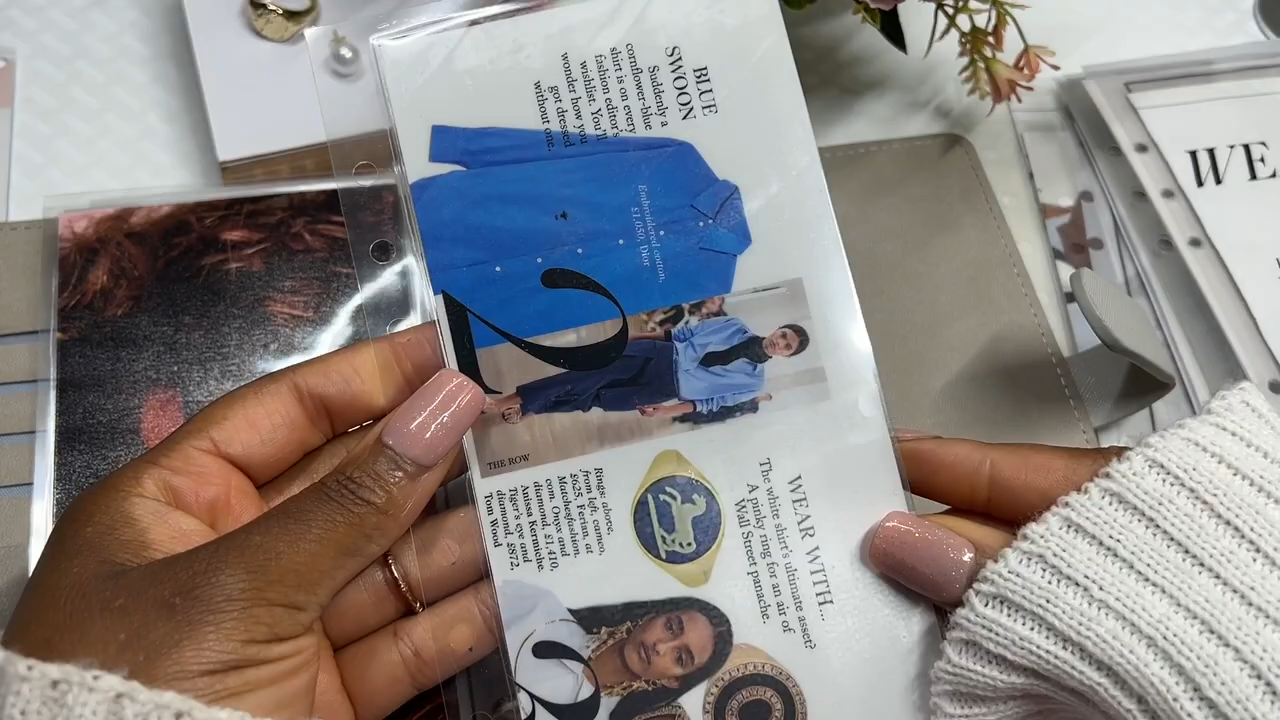 BLUE
SWOON
Suddenly a
cornflower-blue
shirt is on every
fashion editor's
wishlist. You'll
wonder how you
got dressed
without one.
Embroidered cotton,
£1,050, Dior
2
THE ROW
WEAR WITH...
The white shirt's ultimate asset?
A pinky ring for an air of
Wall Street panache.
Rings: above,
from left, cameo,
£625, Ferian, at
Matchesfashion.
com. Onyx and
diamond, £1,410,
Anissa Kermiche.
Tiger's eye and
diamond, £872,
Tom Wood
2
WE